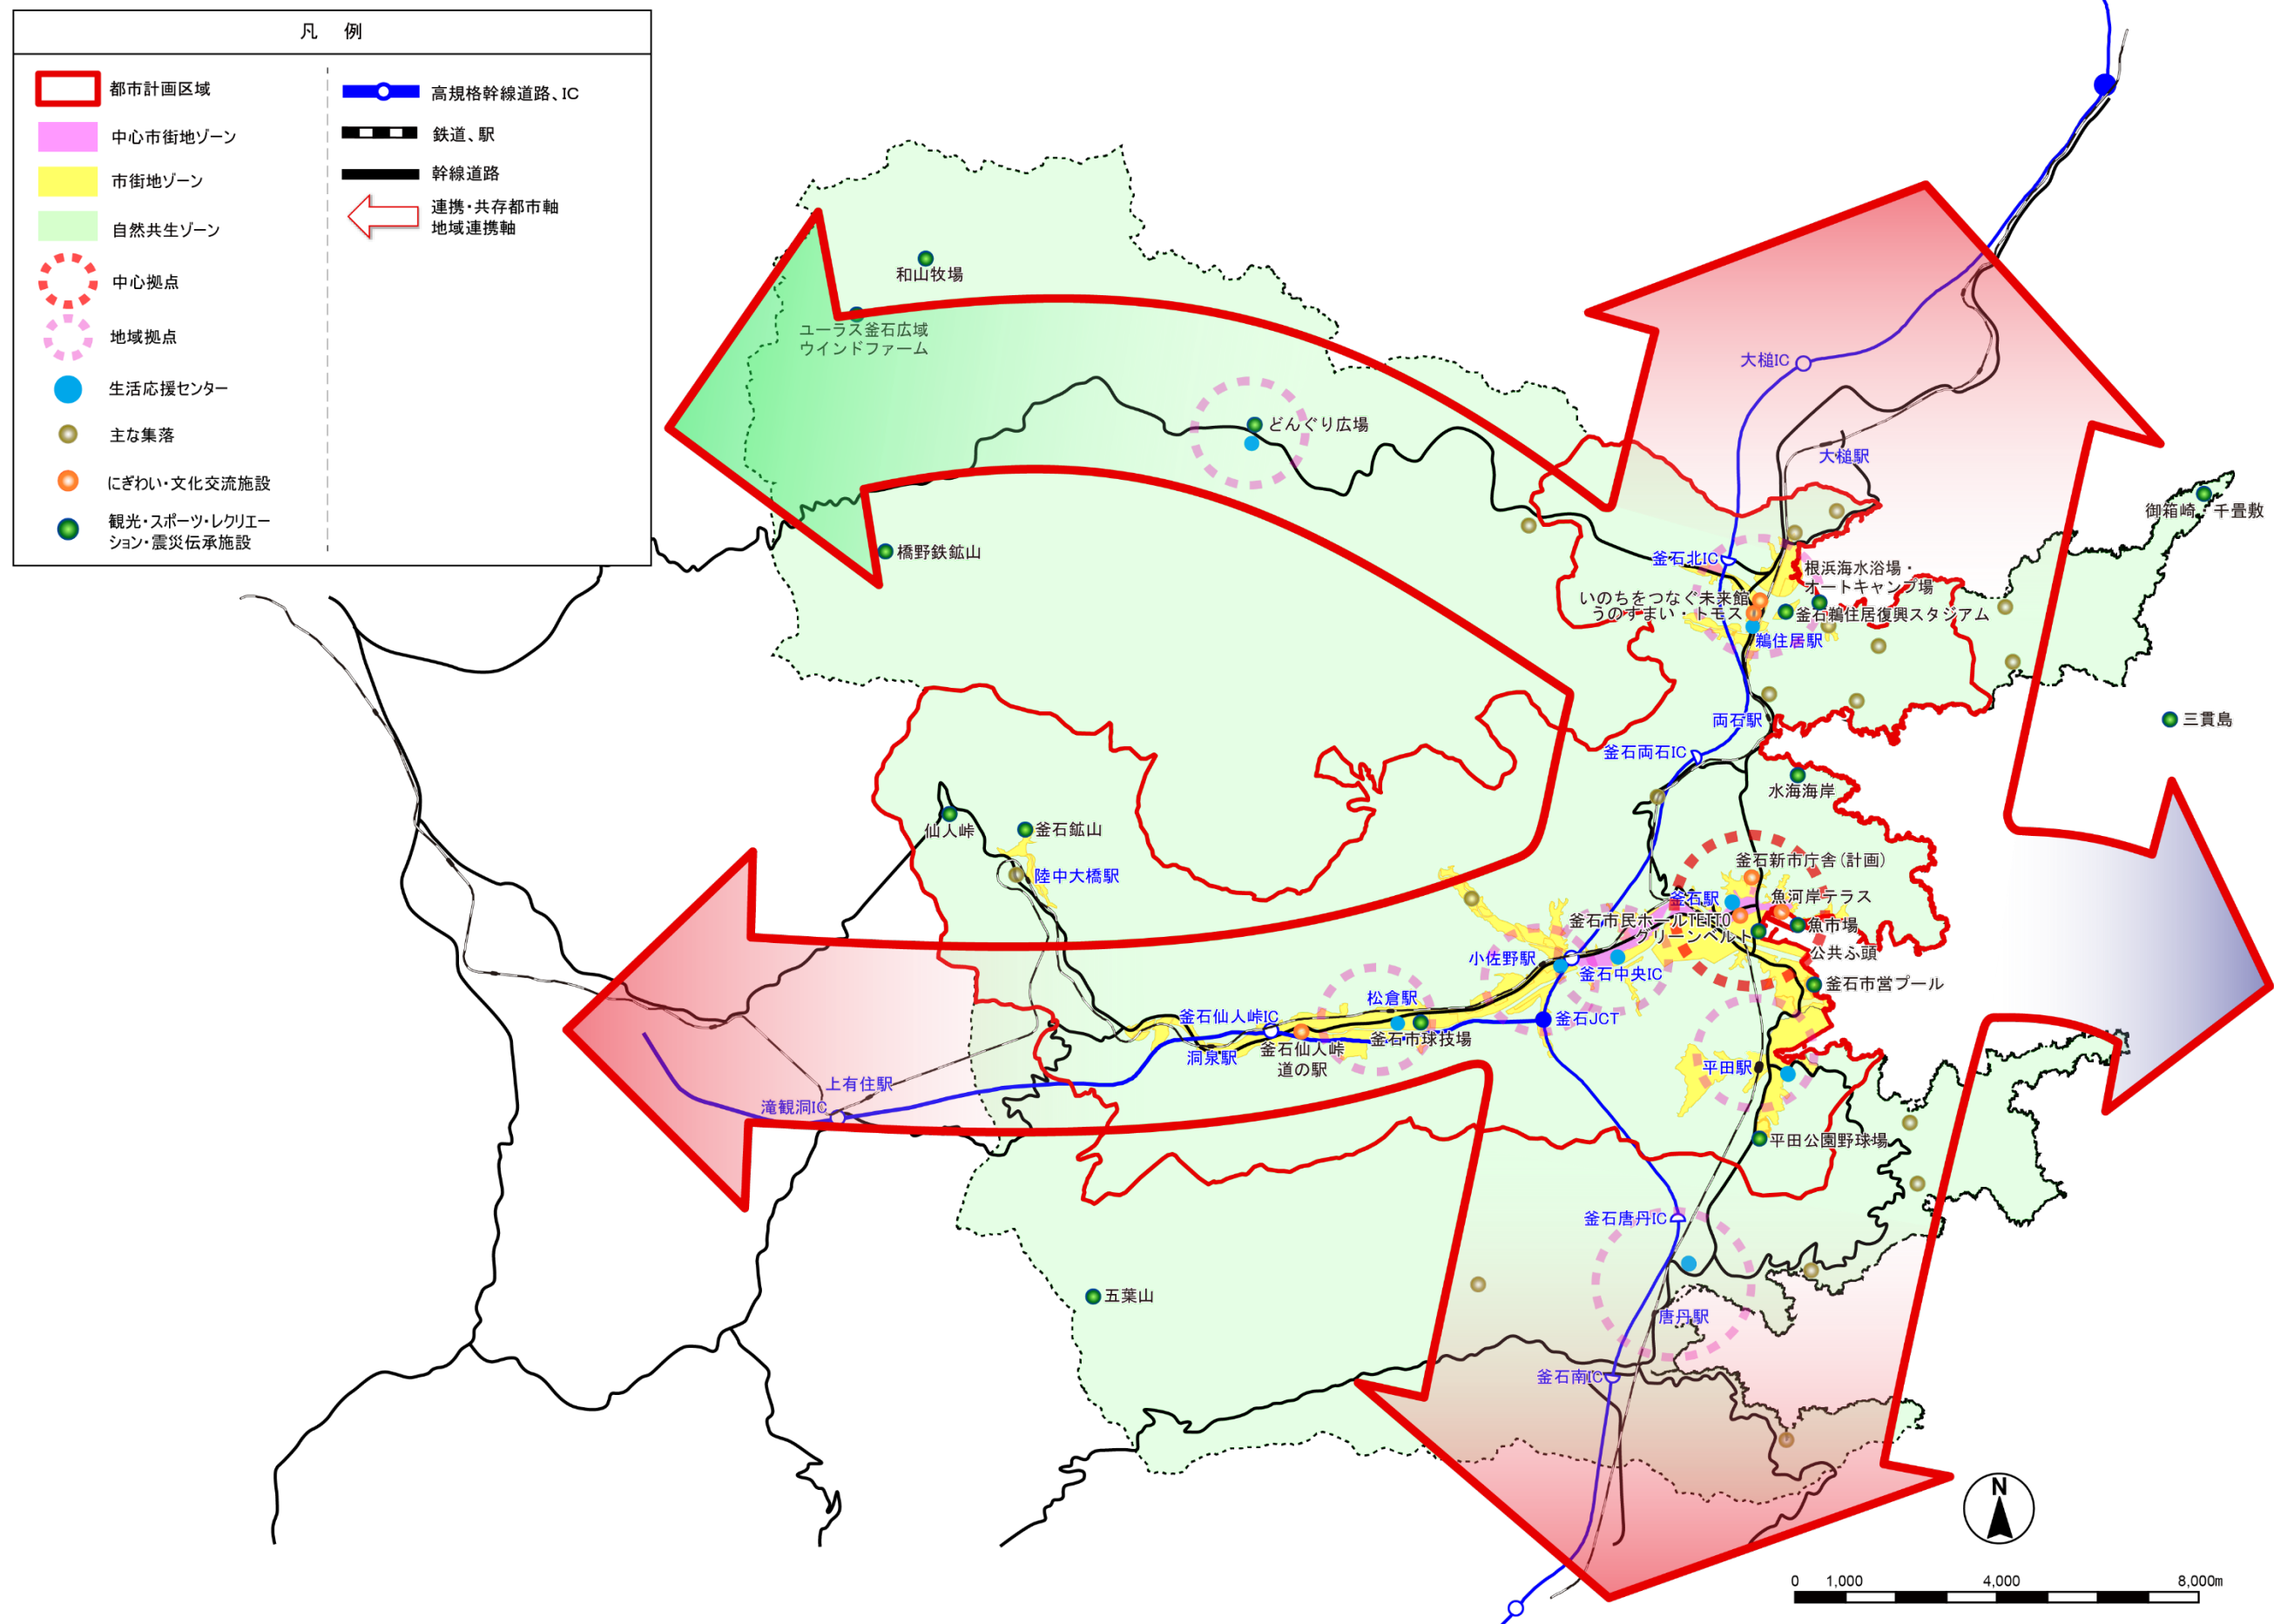 凡 例
都市計画区域
中心市街地ゾーン
市街地ゾーン
自然共生ゾーン
中心拠点
地域拠点
生活応援センター
主な集落
にぎわい・文化交流施設
観光・スポーツ・レクリエー
ション・震災伝承施設
高規格幹線道路、IC
鉄道、駅
幹線道路
連携・共存都市軸
地域連携軸
和山牧場
ユーラス釜石広域
ウインドファーム
どんぐり広場
橋野鉄鉱山
大槌IC
大槌駅
御箱崎・千畳敷
釜石北IC
根浜海水浴場・
オートキャンプ場
いのちをつなぐ未来館
うのすまい・トモス
釜石鵜住居復興スタジアム
鵜住居駅
両石駅
三貫島
釜石両石IC
水海海岸
仙人峠
釜石鉱山
陸中大橋駅
釜石新市庁舎(計画)
釜石駅
魚河岸テラス
釜石市民ホールTETTO
魚市場
グリーンベルト
公共ふ頭
小佐野駅
釜石中央IC
釜石市営プール
松倉駅
釜石仙人峠IC
釜石JCT
釜石市球技場
洞泉駅
釜石仙人峠
道の駅
平田駅
上有住駅
滝観洞IC
平田公園野球場
釜石唐丹IC
五葉山
唐丹駅
釜石南IC
N
0 1,000 4,000 8,000m